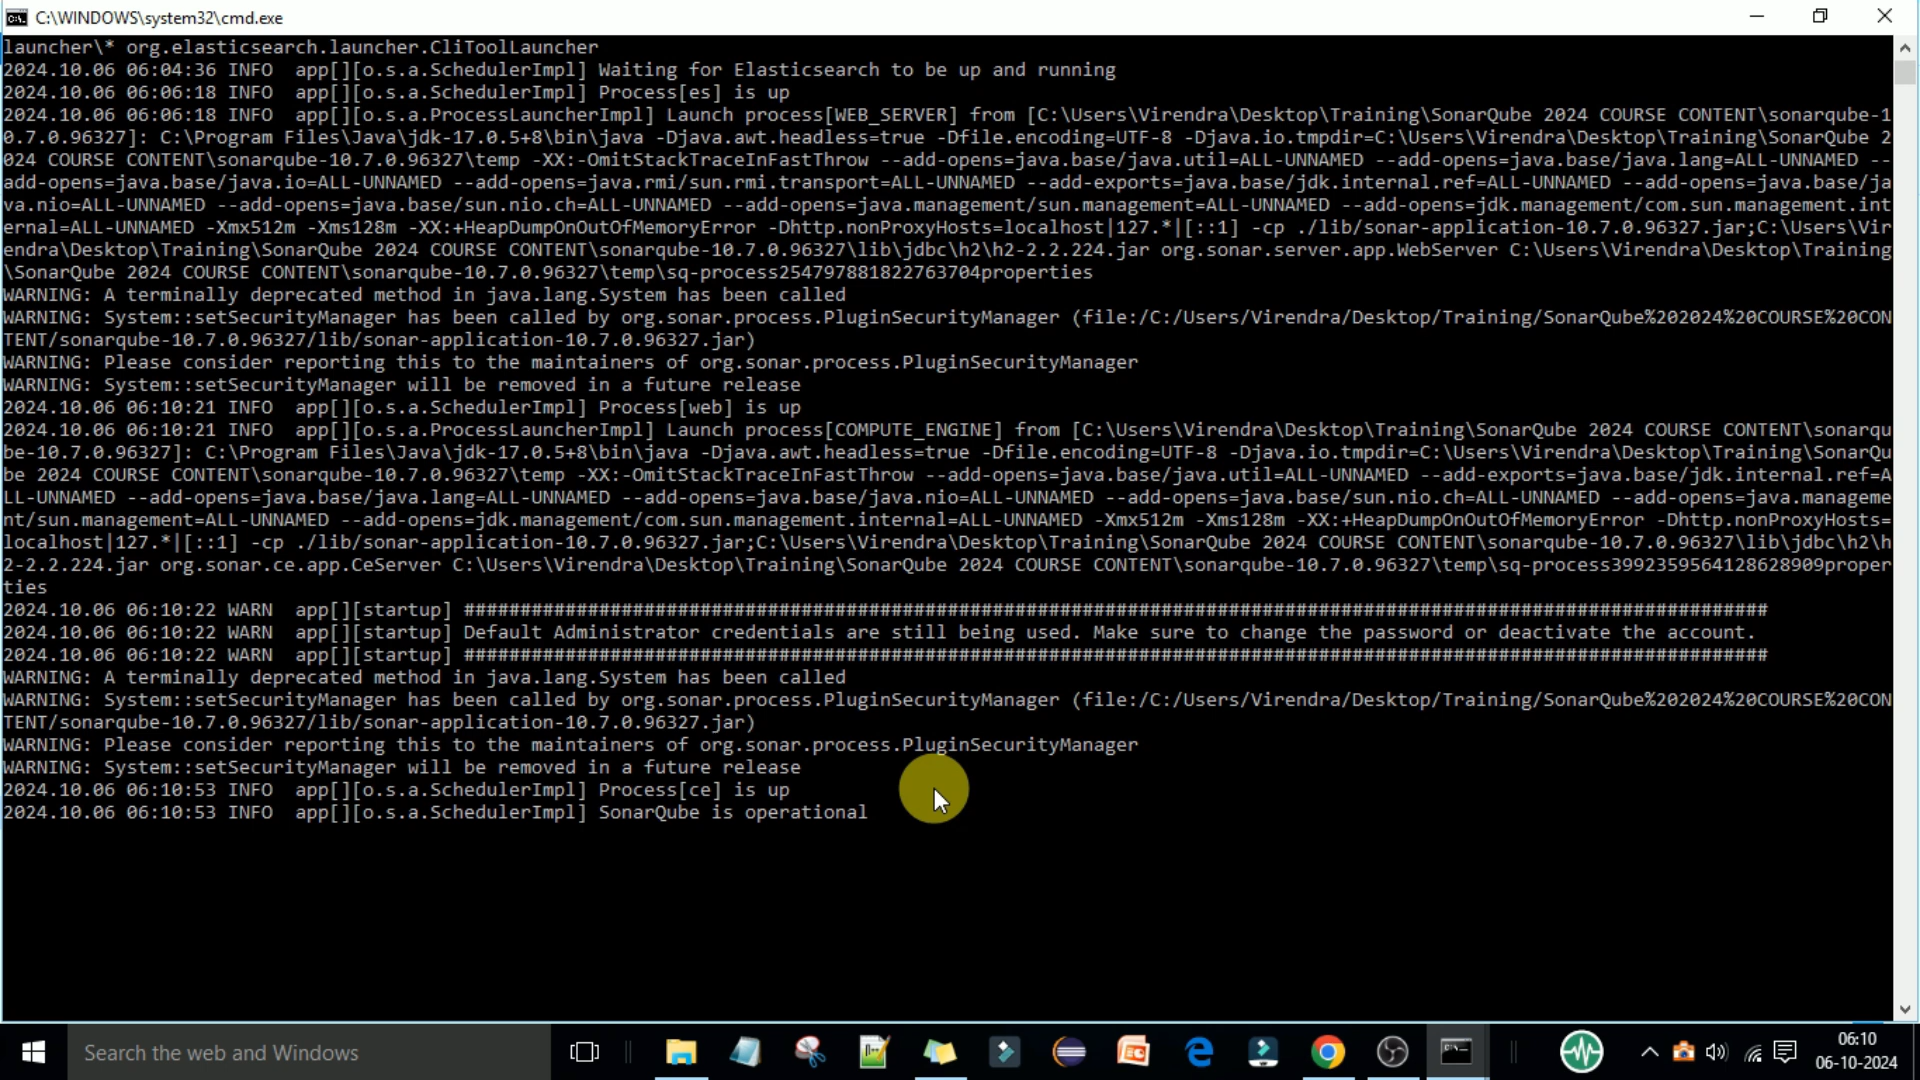 C:\WINDOWS\system32\cmd.exe
launcher\* org.elasticsearch.launcher.CliToolLauncher
2024.10.06 06:04:36 INFO  app[][o.s.a.SchedulerImpl] Waiting for Elasticsearch to be up and running
2024.10.06 06:06:18 INFO  app[][o.s.a.SchedulerImpl] Process[es] is up
2024.10.06 06:06:18 INFO  app[][o.s.a.ProcessLauncherImpl] Launch process[WEB_SERVER] from [C:\Users\Virendra\Desktop\Training\SonarQube 2024 COURSE CONTENT\sonarqube-1
0.7.0.96327]: C:\Program Files\Java\jdk-17.0.5+8\bin\java -Djava.awt.headless=true -Dfile.encoding=UTF-8 -Djava.io.tmpdir=C:\Users\Virendra\Desktop\Training\SonarQube 2
024 COURSE CONTENT\sonarqube-10.7.0.96327\temp -XX:-OmitStackTraceInFastThrow --add-opens=java.base/java.util=ALL-UNNAMED --add-opens=java.base/java.lang=ALL-UNNAMED --
add-opens=java.base/java.io=ALL-UNNAMED --add-opens=java.rmi/sun.rmi.transport=ALL-UNNAMED --add-exports=java.base/jdk.internal.ref=ALL-UNNAMED --add-opens=java.base/ja
va.nio=ALL-UNNAMED --add-opens=java.base/sun.nio.ch=ALL-UNNAMED --add-opens=java.management/sun.management=ALL-UNNAMED --add-opens=jdk.management/com.sun.management.int
ernal=ALL-UNNAMED -Xmx512m -Xms128m -XX:+HeapDumpOnOutOfMemoryError -Dhttp.nonProxyHosts=localhost|127.*|[::1] -cp ./lib/sonar-application-10.7.0.96327.jar;C:\Users\Vir
endra\Desktop\Training\SonarQube 2024 COURSE CONTENT\sonarqube-10.7.0.96327\lib\jdbc\h2\h2-2.2.224.jar org.sonar.server.app.WebServer C:\Users\Virendra\Desktop\Training
\SonarQube 2024 COURSE CONTENT\sonarqube-10.7.0.96327\temp\sq-process254797881822763704properties
WARNING: A terminally deprecated method in java.lang.System has been called
WARNING: System::setSecurityManager has been called by org.sonar.process.PluginSecurityManager (file:/C:/Users/Virendra/Desktop/Training/SonarQube%202024%20COURSE%20CON
TENT/sonarqube-10.7.0.96327/lib/sonar-application-10.7.0.96327.jar)
WARNING: Please consider reporting this to the maintainers of org.sonar.process.PluginSecurityManager
WARNING: System::setSecurityManager will be removed in a future release
2024.10.06 06:10:21 INFO  app[][o.s.a.SchedulerImpl] Process[web] is up
2024.10.06 06:10:21 INFO  app[][o.s.a.ProcessLauncherImpl] Launch process[COMPUTE_ENGINE] from [C:\Users\Virendra\Desktop\Training\SonarQube 2024 COURSE CONTENT\sonarqu
be-10.7.0.96327]: C:\Program Files\Java\jdk-17.0.5+8\bin\java -Djava.awt.headless=true -Dfile.encoding=UTF-8 -Djava.io.tmpdir=C:\Users\Virendra\Desktop\Training\SonarQu
be 2024 COURSE CONTENT\sonarqube-10.7.0.96327\temp -XX:-OmitStackTraceInFastThrow --add-opens=java.base/java.util=ALL-UNNAMED --add-exports=java.base/jdk.internal.ref=A
LL-UNNAMED --add-opens=java.base/java.lang=ALL-UNNAMED --add-opens=java.base/java.nio=ALL-UNNAMED --add-opens=java.base/sun.nio.ch=ALL-UNNAMED --add-opens=java.manageme
nt/sun.management=ALL-UNNAMED --add-opens=jdk.management/com.sun.management.internal=ALL-UNNAMED -Xmx512m -Xms128m -XX:+HeapDumpOnOutOfMemoryError -Dhttp.nonProxyHosts=
localhost|127.*|[::1] -cp ./lib/sonar-application-10.7.0.96327.jar;C:\Users\Virendra\Desktop\Training\SonarQube 2024 COURSE CONTENT\sonarqube-10.7.0.96327\lib\jdbc\h2\h
2-2.2.224.jar org.sonar.ce.app.CeServer C:\Users\Virendra\Desktop\Training\SonarQube 2024 COURSE CONTENT\sonarqube-10.7.0.96327\temp\sq-process3992359564128628909proper
ties
2024.10.06 06:10:22 WARN  app[][startup] ####################################################################################################################
2024.10.06 06:10:22 WARN  app[][startup] Default Administrator credentials are still being used. Make sure to change the password or deactivate the account.
2024.10.06 06:10:22 WARN  app[][startup] ####################################################################################################################
WARNING: A terminally deprecated method in java.lang.System has been called
WARNING: System::setSecurityManager has been called by org.sonar.process.PluginSecurityManager (file:/C:/Users/Virendra/Desktop/Training/SonarQube%202024%20COURSE%20CON
TENT/sonarqube-10.7.0.96327/lib/sonar-application-10.7.0.96327.jar)
WARNING: Please consider reporting this to the maintainers of org.sonar.process.PluginSecurityManager
WARNING: System::setSecurityManager will be removed in a future release
2024.10.06 06:10:53 INFO  app[][o.s.a.SchedulerImpl] Process[ce] is up
2024.10.06 06:10:53 INFO  app[][o.s.a.SchedulerImpl] SonarQube is operational
Search the web and Windows
06:10
06-10-2024